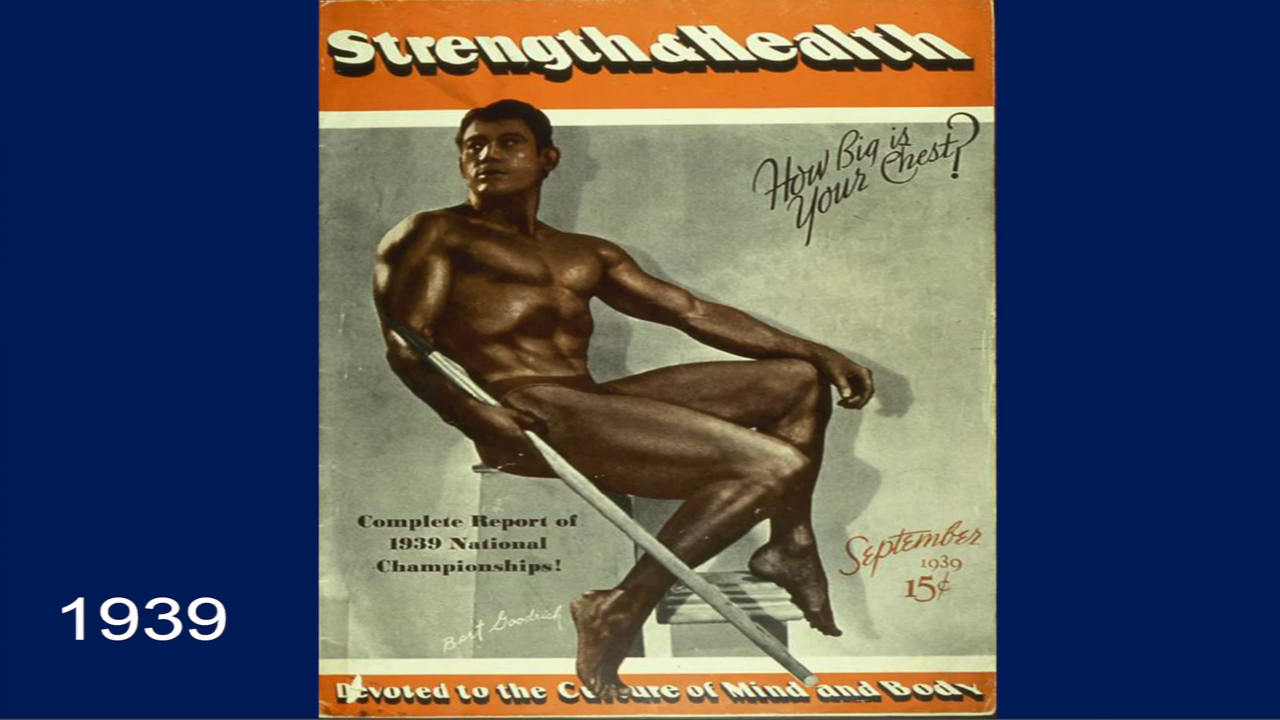 Strength & Health
How Big is
Your Chest?
Complete Report of
1939 National
Championships!
September
1939
15¢
Bert Goodrich
1939
Devoted to the Culture of Mind and Body